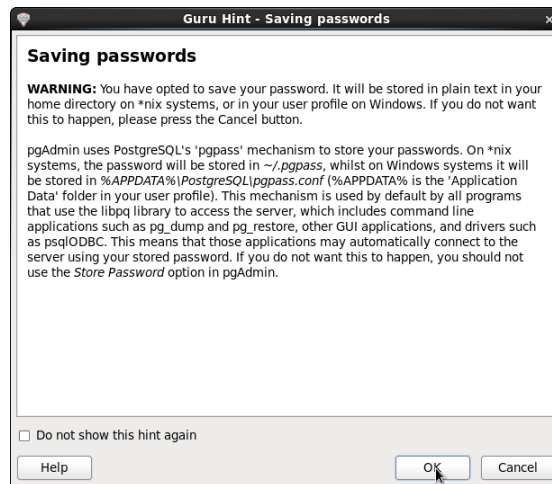 Guru Hint - Saving passwords
Saving passwords
WARNING: You have opted to save your password. It will be stored in plain text in your
home directory on *nix systems, or in your user profile on Windows. If you do not want
this to happen, please press the Cancel button.
pgAdmin uses PostgreSQL's 'pgpass' mechanism to store your passwords. On *nix
systems, the password will be stored in ~/.pgpass, whilst on Windows systems it will
be stored in %APPDATA%\PostgreSQL\pgpass.conf (%APPDATA% is the 'Application
Data' folder in your user profile). This mechanism is used by default by all programs
that use the libpq library to access the server, which includes command line
applications such as pg_dump and pg_restore, other GUI applications, and drivers such
as psqlODBC. This means that those applications may automatically connect to the
server using your stored password. If you do not want this to happen, you should not
use the Store Password option in pgAdmin.
Do not show this hint again
Help OK Cancel